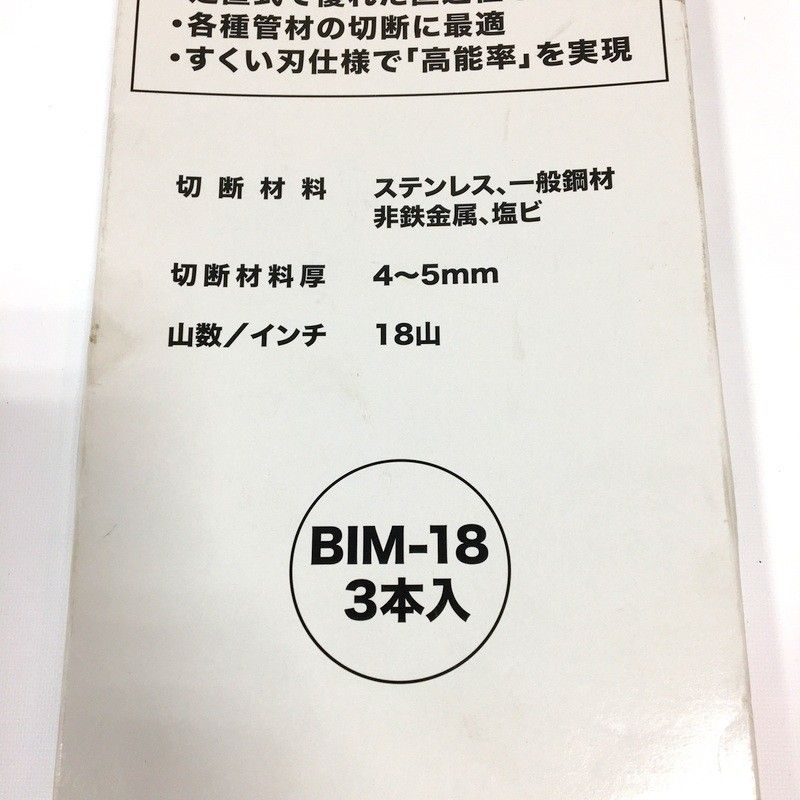 ・各種管材の切断に最適
・すくい刃仕様で「高能率」を実現
切断材料 ステンレス、一般鋼材
非鉄金属、塩ビ
切断材料厚 4〜5mm
山数／インチ 18山
BIM-18
3本入